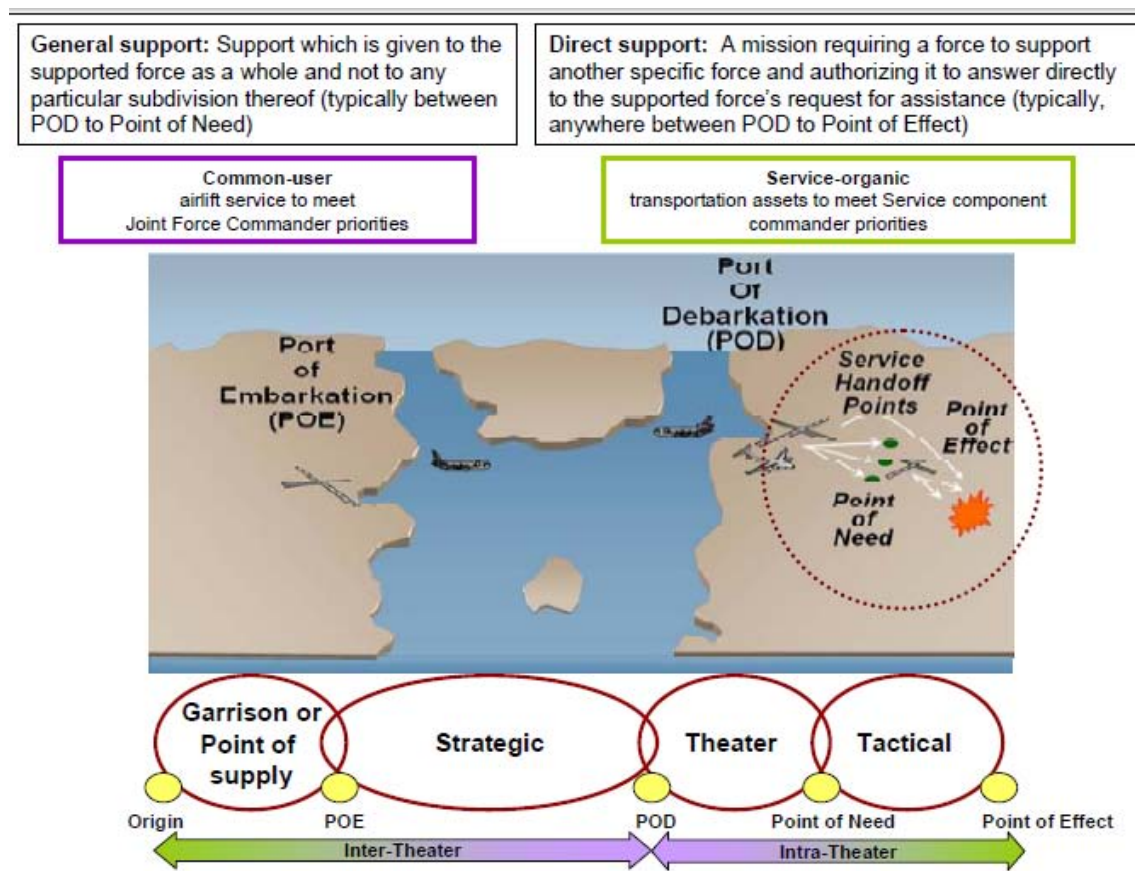 General support: Support which is given to the
supported force as a whole and not to any
particular subdivision thereof (typically between
POD to Point of Need)
Direct support: A mission requiring a force to support
another specific force and authorizing it to answer directly
to the supported force's request for assistance (typically,
anywhere between POD to Point of Effect)
Common-user
airlift service to meet
Joint Force Commander priorities
Service-organic
transportation assets to meet Service component
commander priorities
Port
of
Embarkation
(POE)
Port
Of
Debarkation
(POD)
Service
Handoff
Points
Point
of
Effect
Point
of
Need
Garrison or
Point of
supply
Strategic
Theater
Tactical
Origin
POE
POD
Point of Need
Point of Effect
Inter-Theater
Intra-Theater